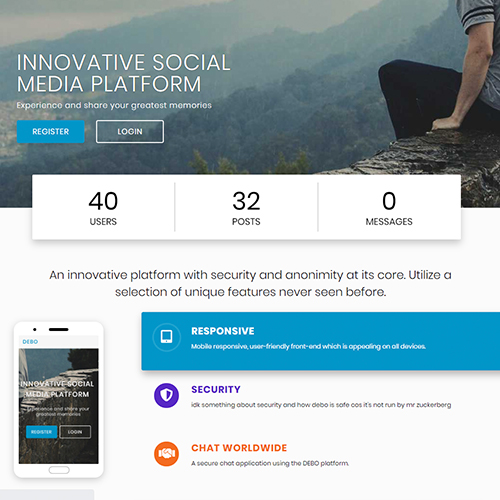 INNOVATIVE SOCIAL
MEDIA PLATFORM
Experience and share your greatest memories
REGISTER LOGIN
40 32 0
USERS POSTS MESSAGES
An innovative platform with security and anonimity at its core. Utilize a
selection of unique features never seen before.
DEBO
INNOVATIVE SOCIAL
MEDIA PLATFORM
Experience and share your
greatest memories
REGISTER LOGIN
RESPONSIVE
Mobile responsive, user-friendly front-end which is appealing on all devices.
SECURITY
idk something about security and how debo is safe cos it's not run by mr zuckerberg
CHAT WORLDWIDE
A secure chat application using the DEBO platform.